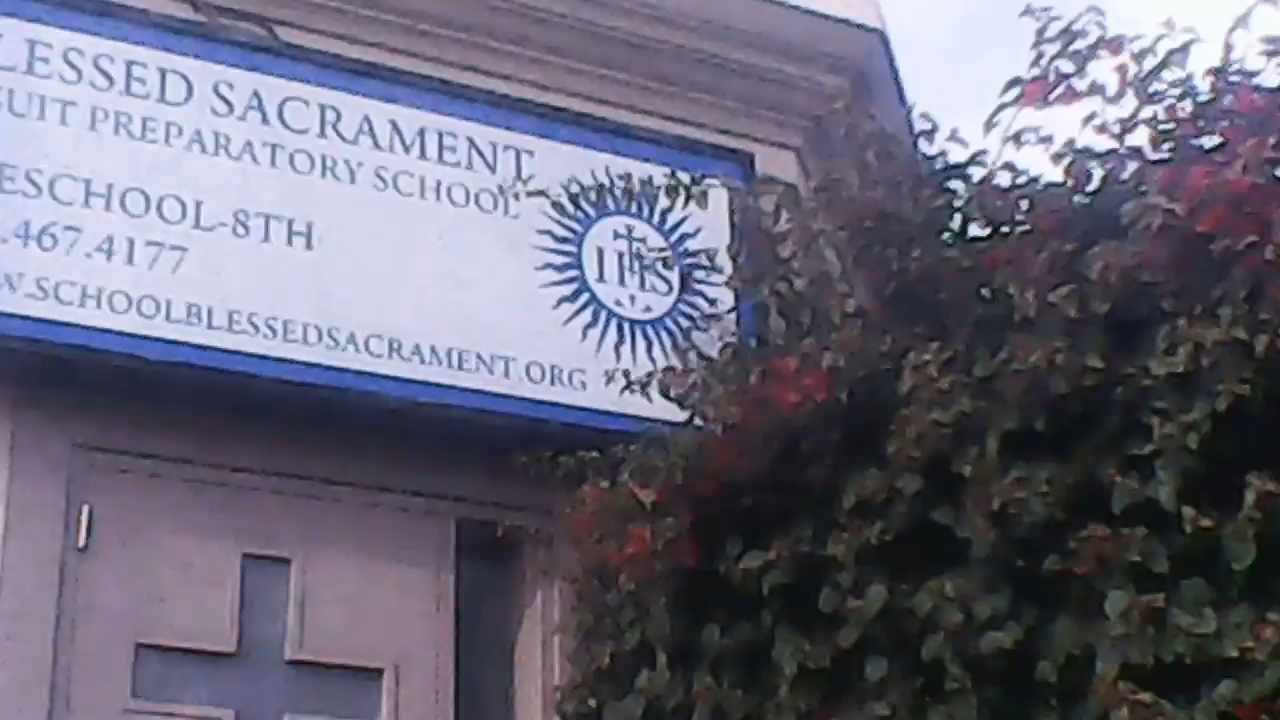 LESSED SACRAMENT
SUIT PREPARATORY SCHOOL
ESCHOOL-8TH
.467.4177
W.SCHOOLBLESSEDSACRAMENT.ORG
IHS